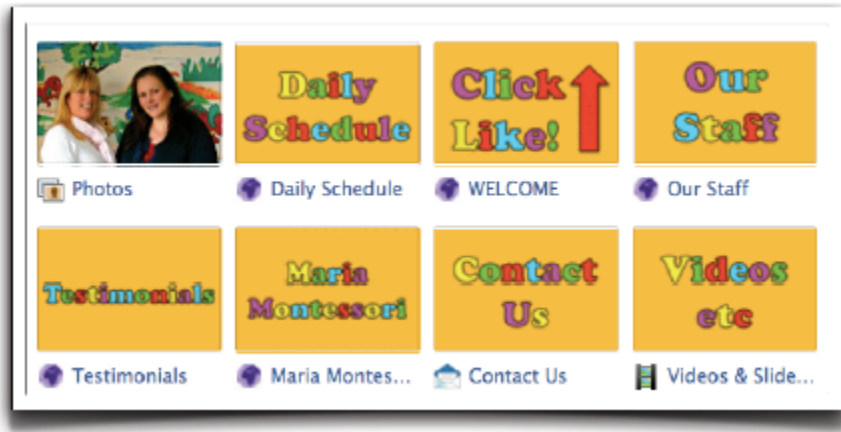 Daily
Schedule
Click
Like!
Our
Staff
Photos
Daily Schedule
WELCOME
Our Staff
Testimonials
Maria
Montessori
Contact
Us
Videos
etc
Testimonials
Maria Montes...
Contact Us
Videos & Slide...